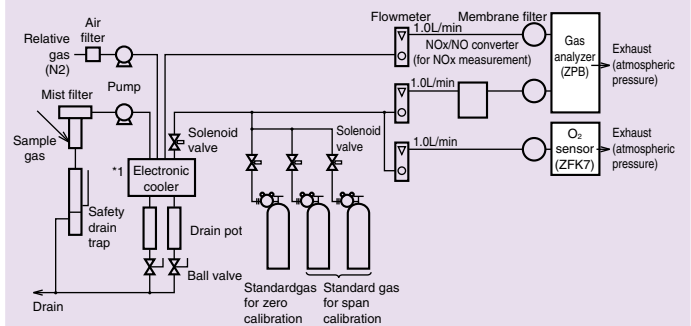 Flowmeter
Membrane filter
Air
filter
Relative
gas
(N2)
1.0L/min
NOx/NO converter
(for NOx measurement)
Gas
analyzer
(ZPB)
Exhaust
(atmospheric
pressure)
Pump
Mist filter
Sample
gas
1.0L/min
Solenoid
valve
Solenoid
valve
1.0L/min
O₂
sensor
(ZFK7)
Exhaust
(atmospheric
pressure)
*1
Electronic
cooler
Safety
drain
trap
Drain pot
Ball valve
Drain
Standardgas
for zero
calibration
Standard gas
for span
calibration